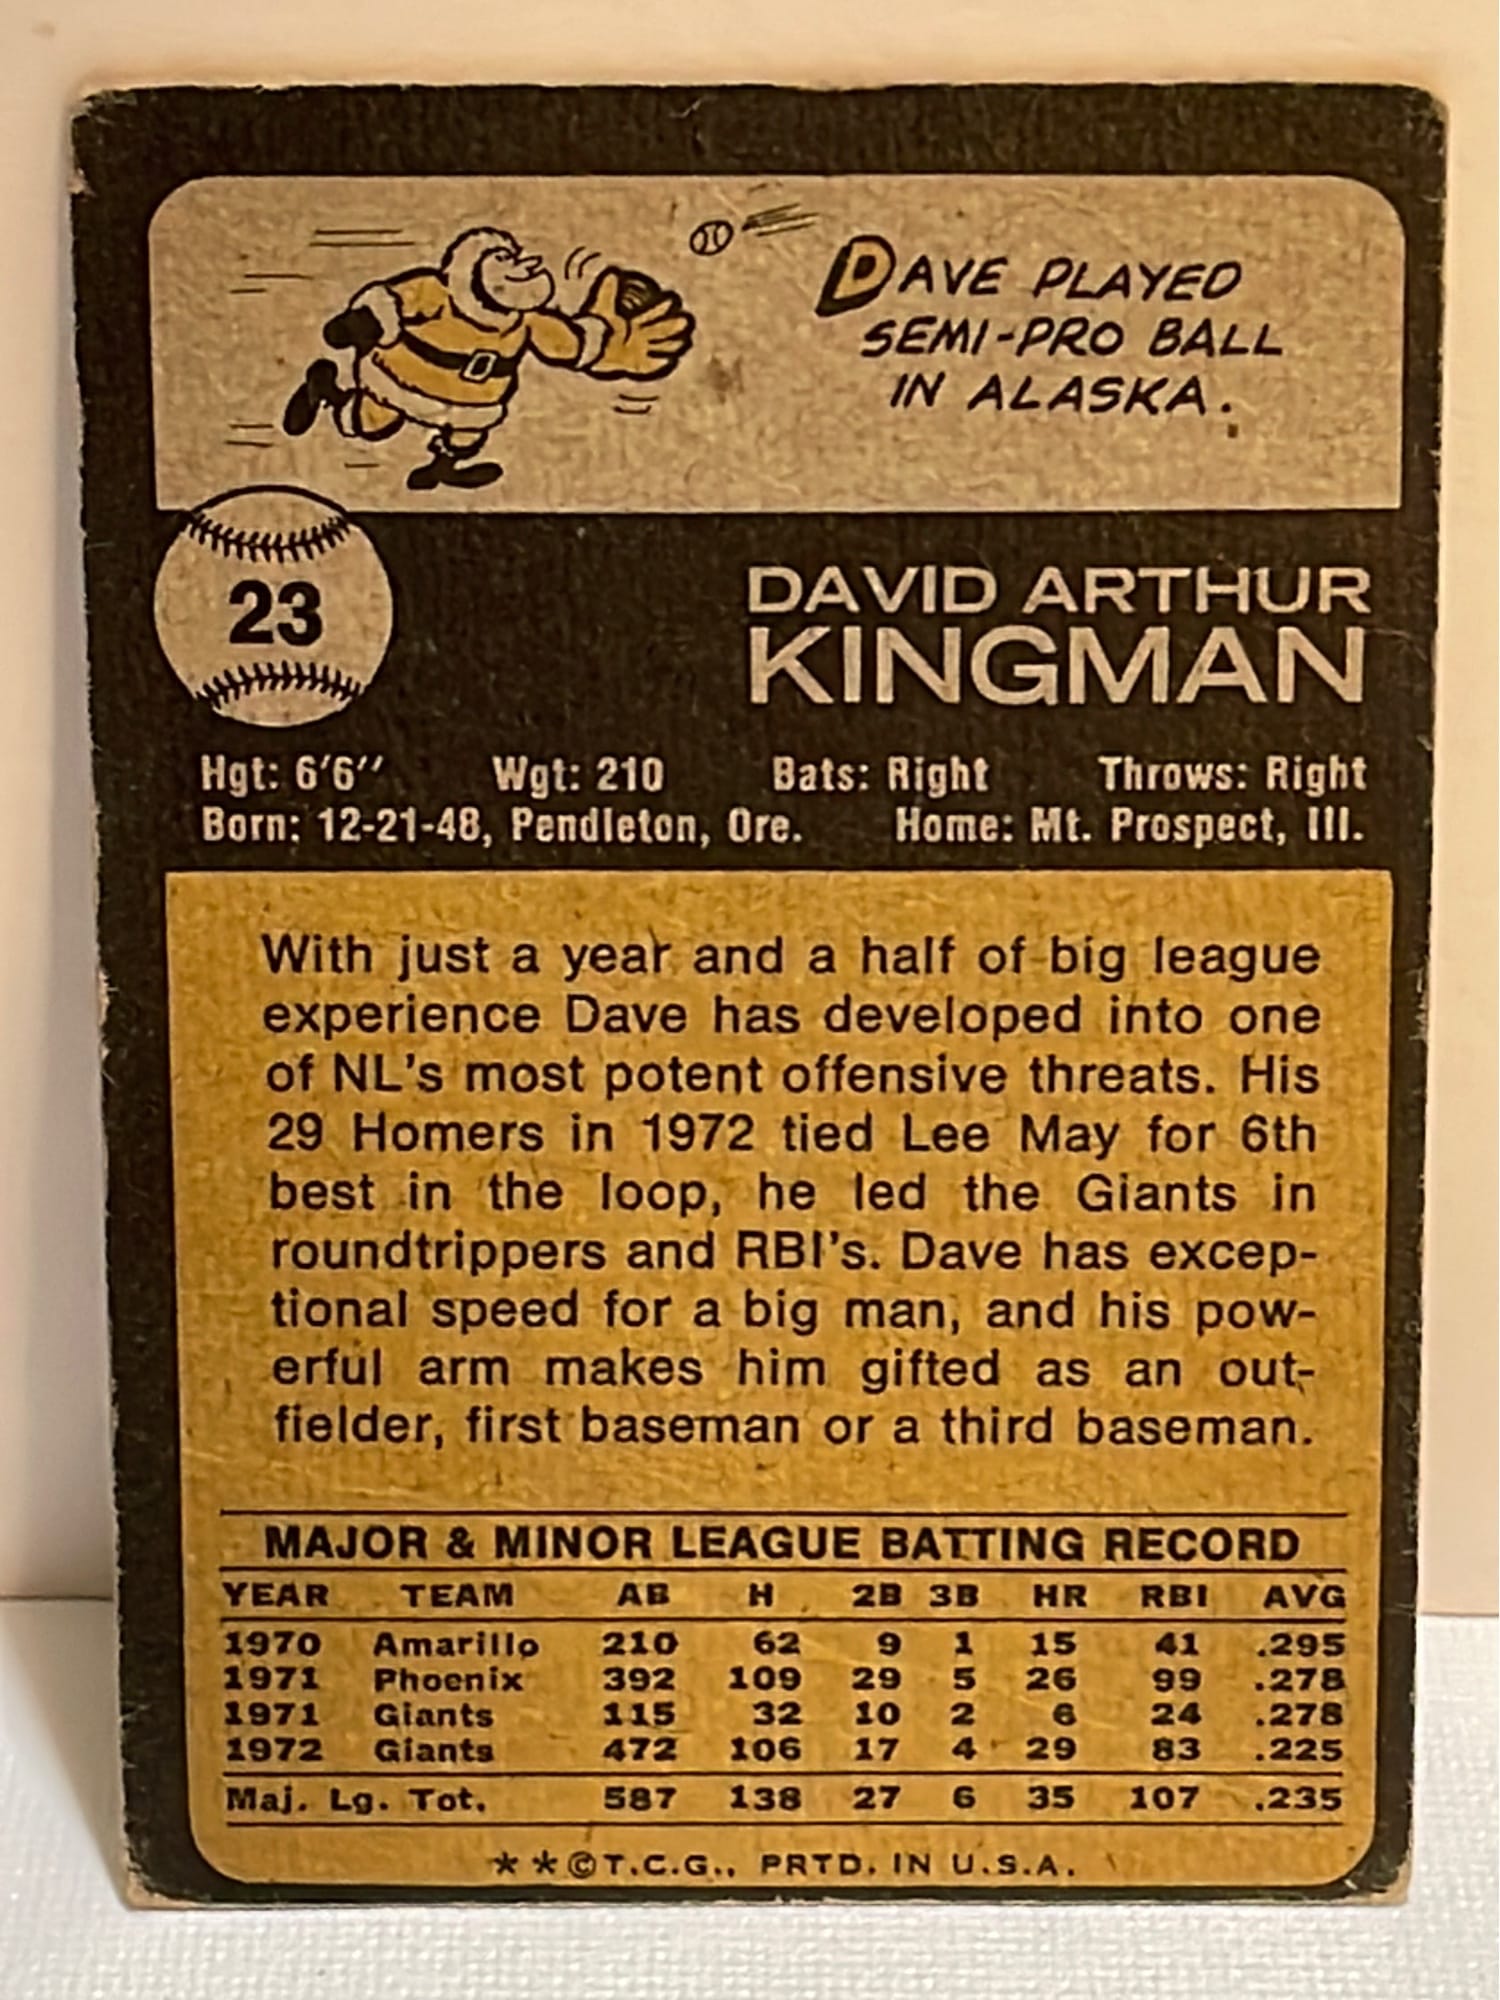 DAVE PLAYED
SEMI-PRO BALL
IN ALASKA.
23
DAVID ARTHUR
KINGMAN
Hgt: 6'6" Wgt: 210 Bats: Right Throws: Right
Born: 12-21-48, Pendleton, Ore. Home: Mt. Prospect, Ill.
With just a year and a half of big league
experience Dave has developed into one
of NL's most potent offensive threats. His
29 Homers in 1972 tied Lee May for 6th
best in the loop, he led the Giants in
roundtrippers and RBI's. Dave has excep-
tional speed for a big man, and his pow-
erful arm makes him gifted as an out-
fielder, first baseman or a third baseman.
MAJOR & MINOR LEAGUE BATTING RECORD
YEAR TEAM AB H 2B 3B HR RBI AVG
1970 Amarillo 210 62 9 1 15 41 .295
1971 Phoenix 392 109 29 5 26 99 .278
1971 Giants 115 32 10 2 6 24 .278
1972 Giants 472 106 17 4 29 83 .225
Maj. Lg. Tot. 587 138 27 6 35 107 .235
**©T.C.G., PRTD. IN U.S.A.